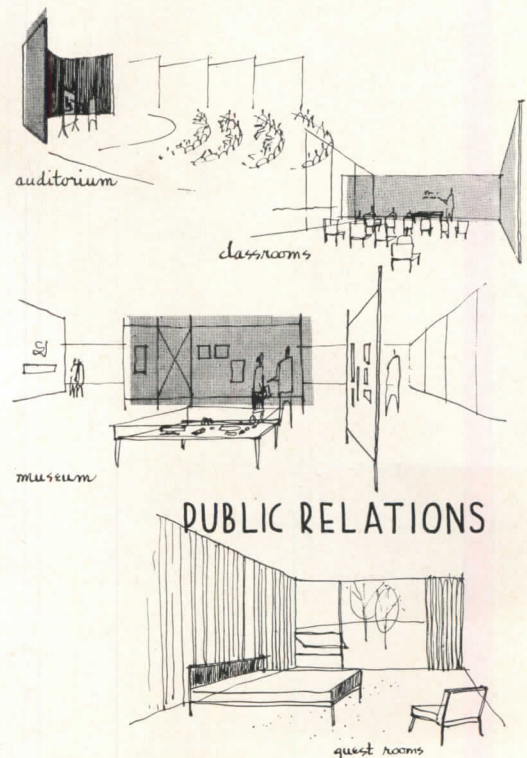 auditorium
classrooms
museum
PUBLIC RELATIONS
guest rooms